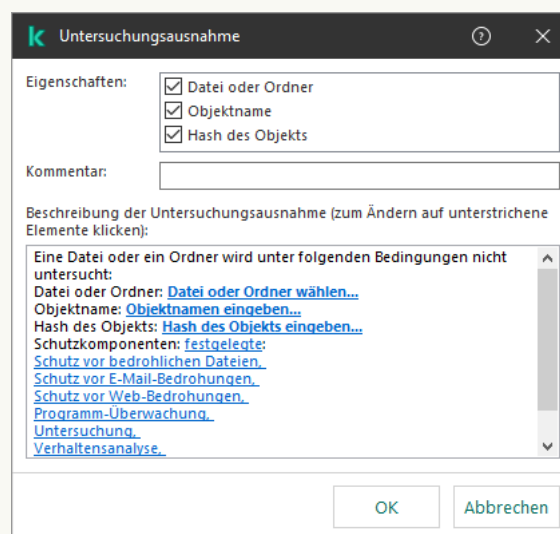 Untersuchungsausnahme
Eigenschaften:
Datei oder Ordner
Objektname
Hash des Objekts
Kommentar:
Beschreibung der Untersuchungsausnahme (zum Ändern auf unterstrichene
Elemente klicken):
Eine Datei oder ein Ordner wird unter folgenden Bedingungen nicht
untersucht:
Datei oder Ordner: Datei oder Ordner wählen...
Objektname: Objektnamen eingeben...
Hash des Objekts: Hash des Objekts eingeben...
Schutzkomponenten: festgelegte:
Schutz vor bedrohlichen Dateien,
Schutz vor E-Mail-Bedrohungen,
Schutz vor Web-Bedrohungen,
Programm-Überwachung,
Untersuchung,
Verhaltensanalyse,
OK
Abbrechen